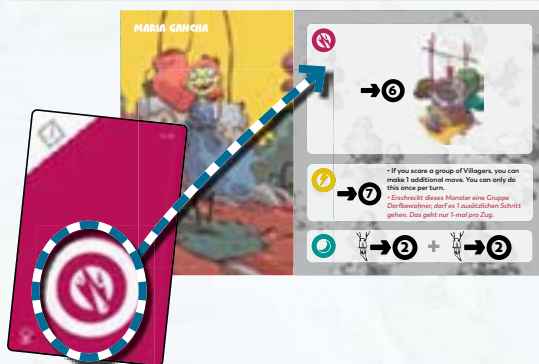 MARIA GANCHA
6
7
• If you scare a group of Villagers, you can
make 1 additional move. You can only do
this once per turn.
• Erschreckt dieses Monster eine Gruppe
Dorfbewohner, darf es 1 zusätzlichen Schritt
gehen. Das geht nur 1-mal pro Zug.
2 + 2